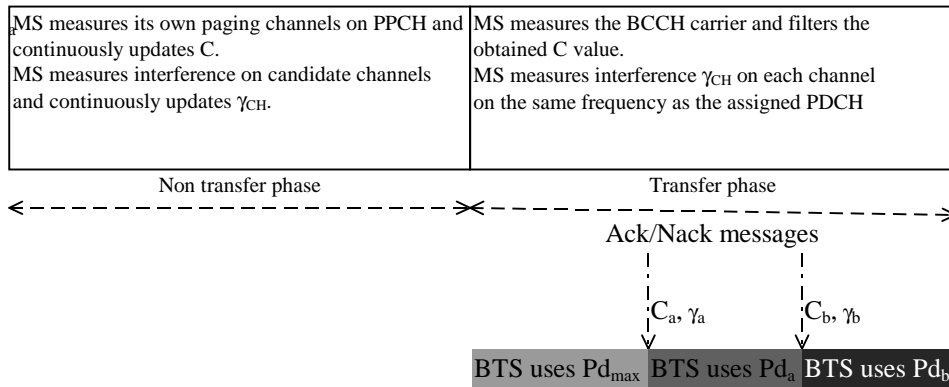 a
MS measures its own paging channels on PPCH and
continuously updates C.
MS measures interference on candidate channels
and continuously updates γCH.
MS measures the BCCH carrier and filters the
obtained C value.
MS measures interference γCH on each channel
on the same frequency as the assigned PDCH
Non transfer phase
Transfer phase
Ack/Nack messages
Ca, γa
Cb, γb
BTS uses Pdmax
BTS uses Pda
BTS uses Pdb